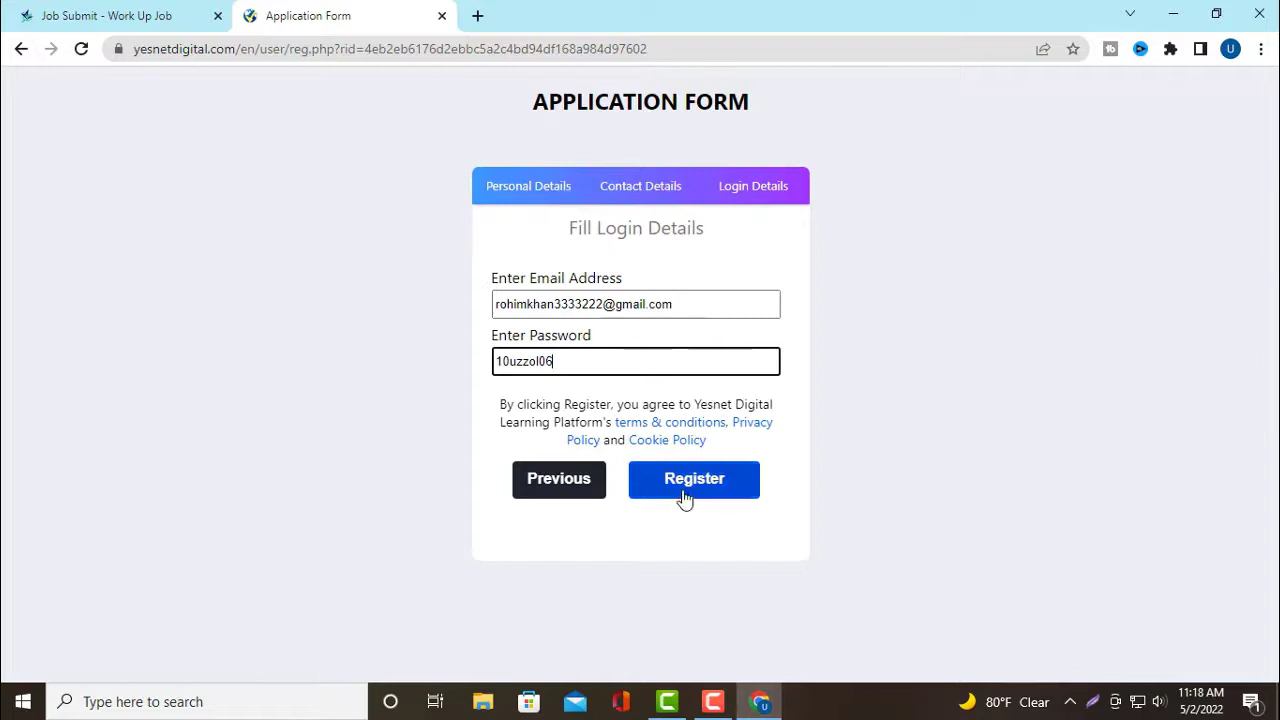 Job Submit - Work Up Job
Application Form
yesnetdigital.com/en/user/reg.php?rid=4eb2eb6176d2ebbc5a2c4bd94df168a984d97602
U
APPLICATION FORM
Personal Details Contact Details Login Details
Fill Login Details
Enter Email Address
rohimkhan3333222@gmail.com
Enter Password
10uzzol06
By clicking Register, you agree to Yesnet Digital
Learning Platform's terms & conditions, Privacy
Policy and Cookie Policy
Previous Register
Type here to search
80°F Clear
11:18 AM
5/2/2022